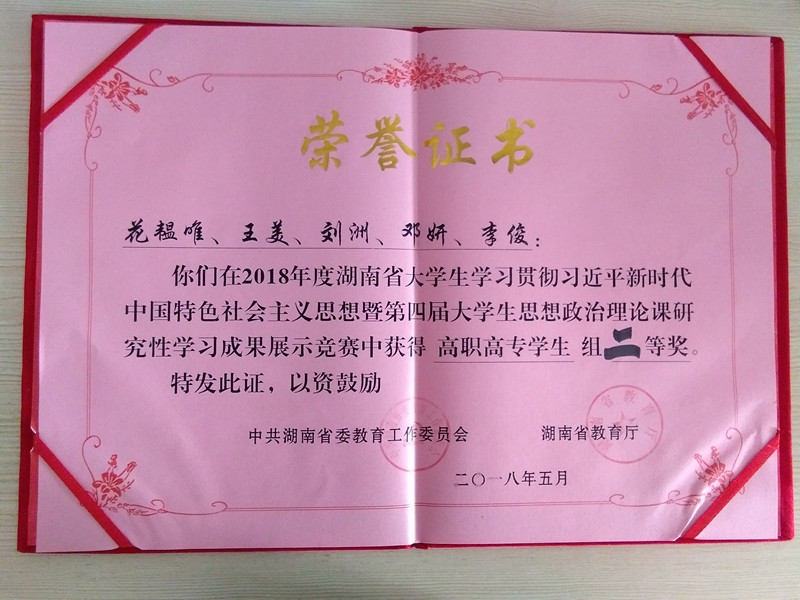 荣誉证书
花韫唯、王美、刘洲、邓妍、李俊：
你们在2018年度湖南省大学生学习贯彻习近平新时代
中国特色社会主义思想暨第四届大学生思想政治理论课研
究性学习成果展示竞赛中获得 高职高专学生 组二等奖。
特发此证，以资鼓励
中共湖南省委教育工作委员会 湖南省教育厅
二〇一八年五月